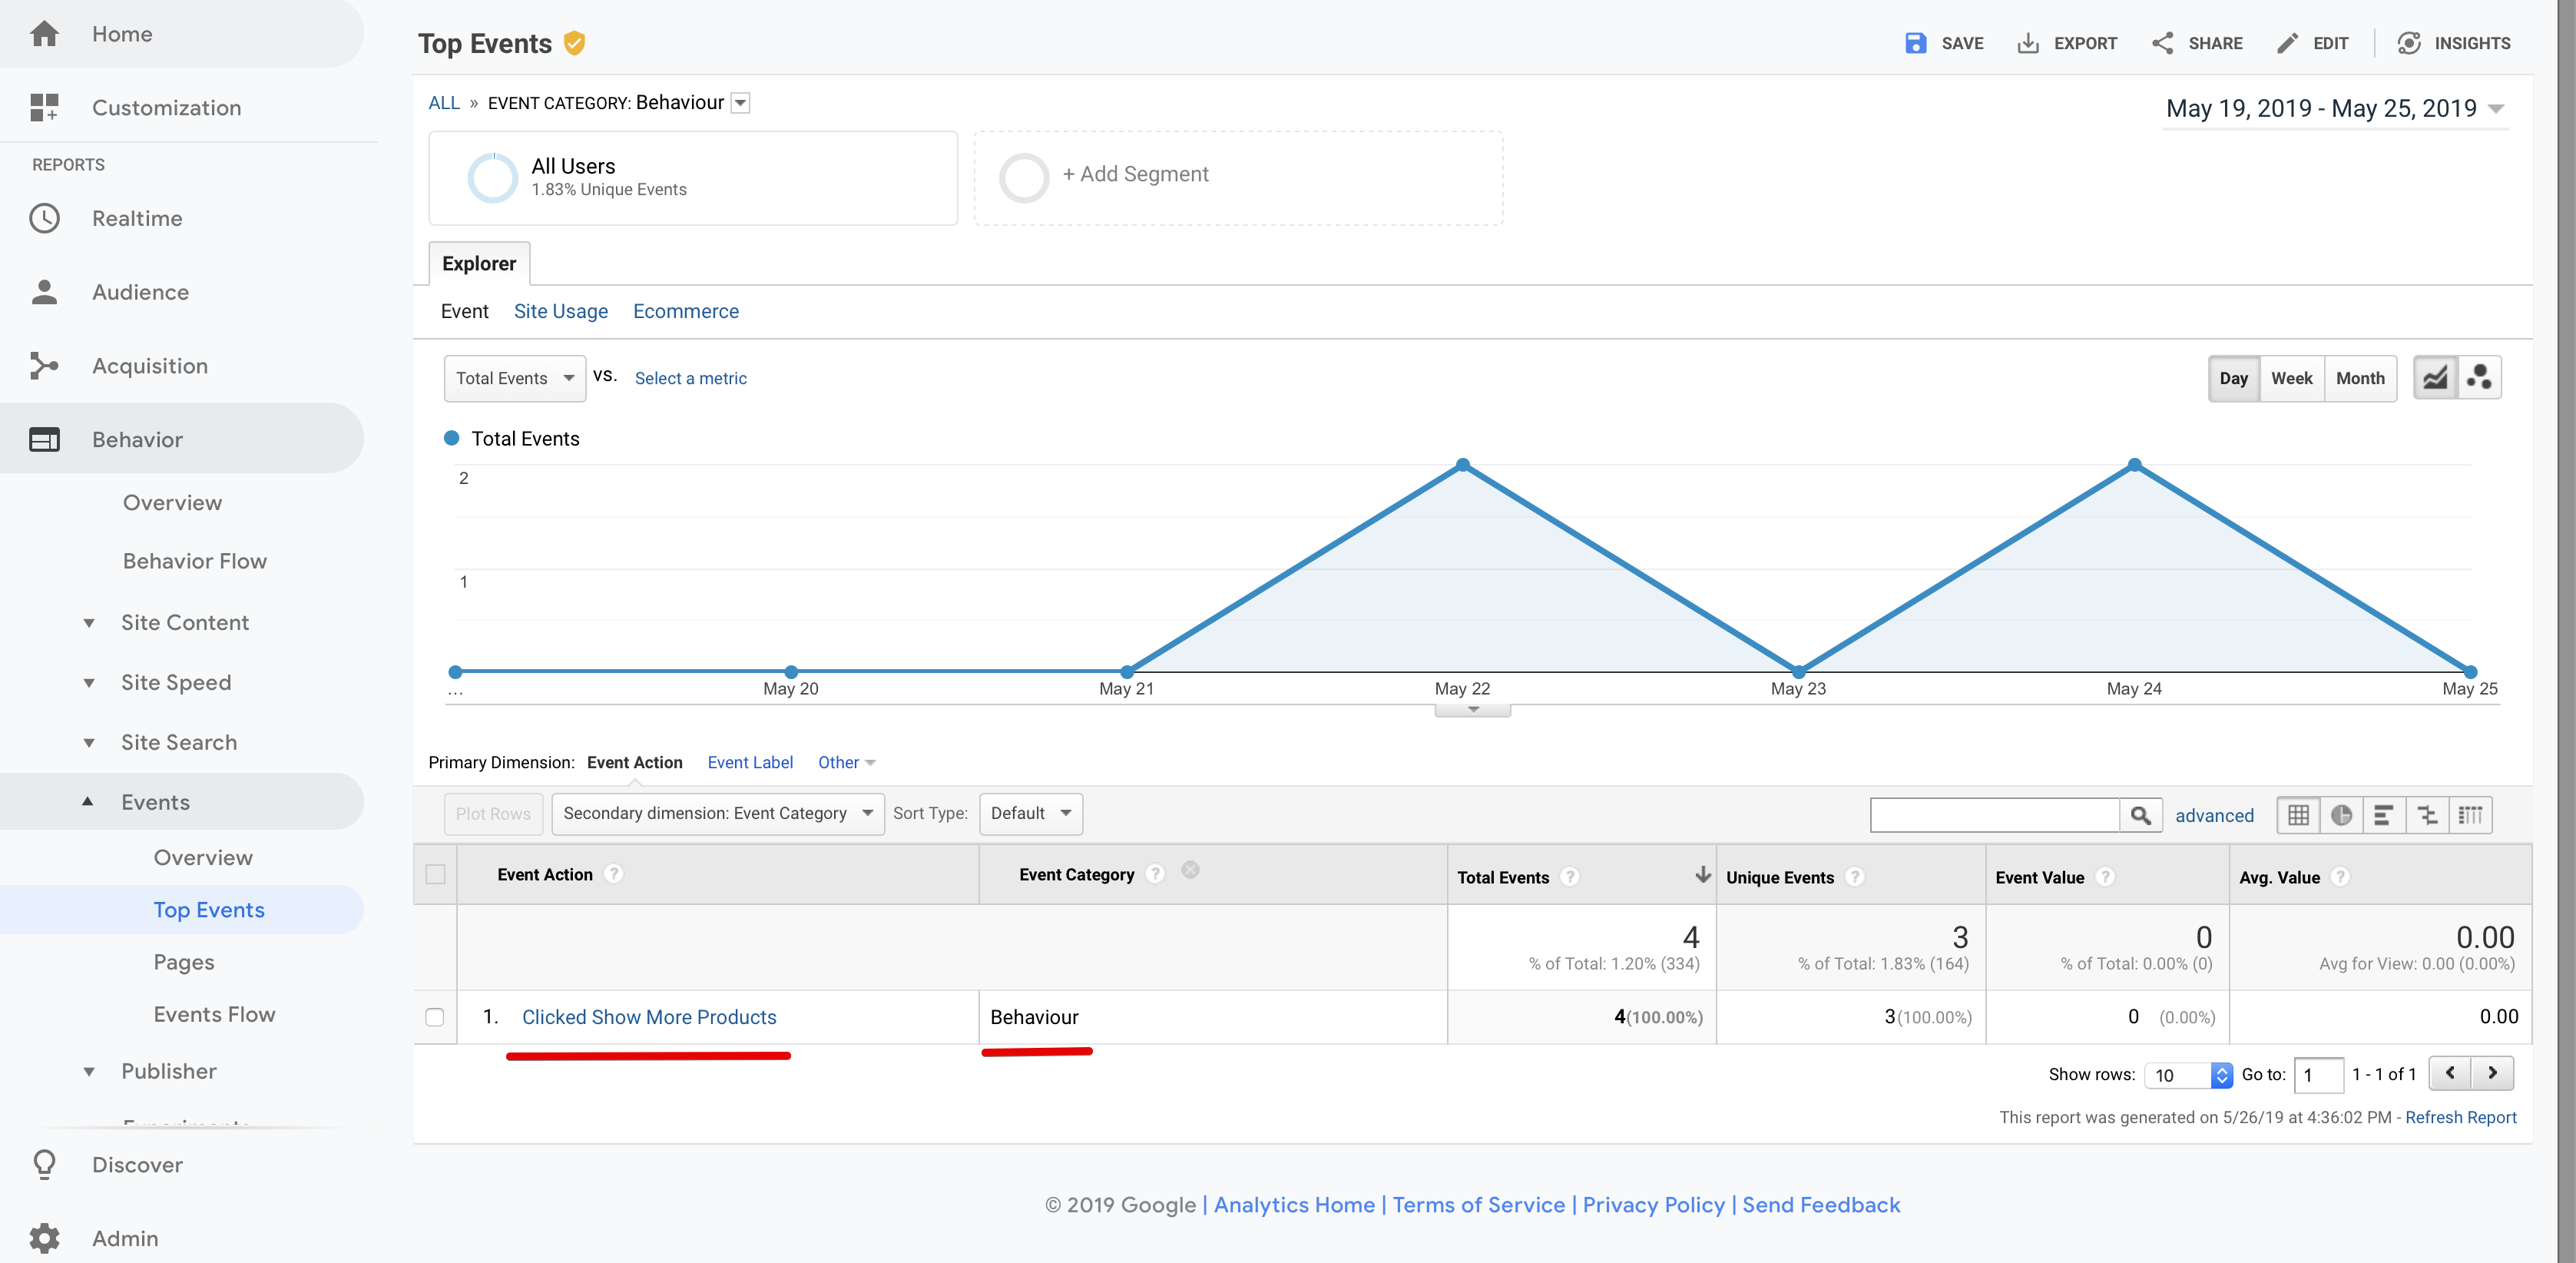 Home
Customization
REPORTS
Realtime
Audience
Acquisition
Behavior
Overview
Behavior Flow
Site Content
Site Speed
Site Search
Events
Overview
Top Events
Pages
Events Flow
Publisher
Discover
Admin
Top Events
SAVE EXPORT SHARE EDIT INSIGHTS
ALL » EVENT CATEGORY: Behaviour
May 19, 2019 - May 25, 2019
All Users
1.83% Unique Events
+ Add Segment
Explorer
Event Site Usage Ecommerce
Total Events VS. Select a metric
Day Week Month
Total Events
2
1
... May 20 May 21 May 22 May 23 May 24 May 25
Primary Dimension: Event Action Event Label Other
Plot Rows Secondary dimension: Event Category Sort Type: Default advanced
Event Action ? Event Category ? Total Events ? Unique Events ? Event Value ? Avg. Value ?
4 3 0 0.00
% of Total: 1.20% (334) % of Total: 1.83% (164) % of Total: 0.00% (0) Avg for View: 0.00 (0.00%)
1. Clicked Show More Products Behaviour 4(100.00%) 3(100.00%) 0 (0.00%) 0.00
Show rows: 10 Go to: 1 1 - 1 of 1
This report was generated on 5/26/19 at 4:36:02 PM - Refresh Report
© 2019 Google | Analytics Home | Terms of Service | Privacy Policy | Send Feedback